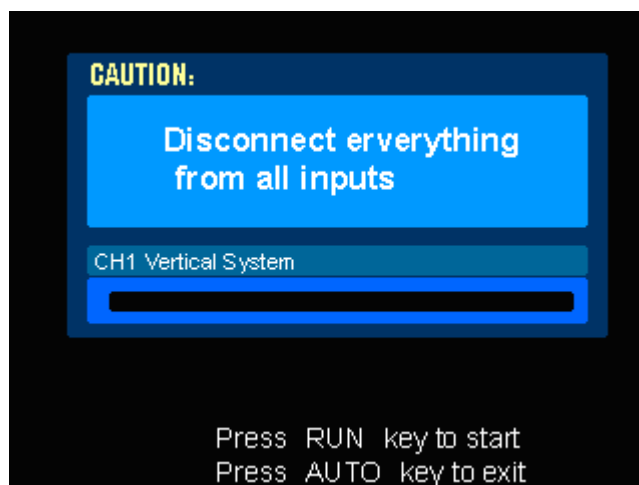 CAUTION:
Disconnect erverything
from all inputs
CH1 Vertical System
Press RUN key to start
Press AUTO key to exit